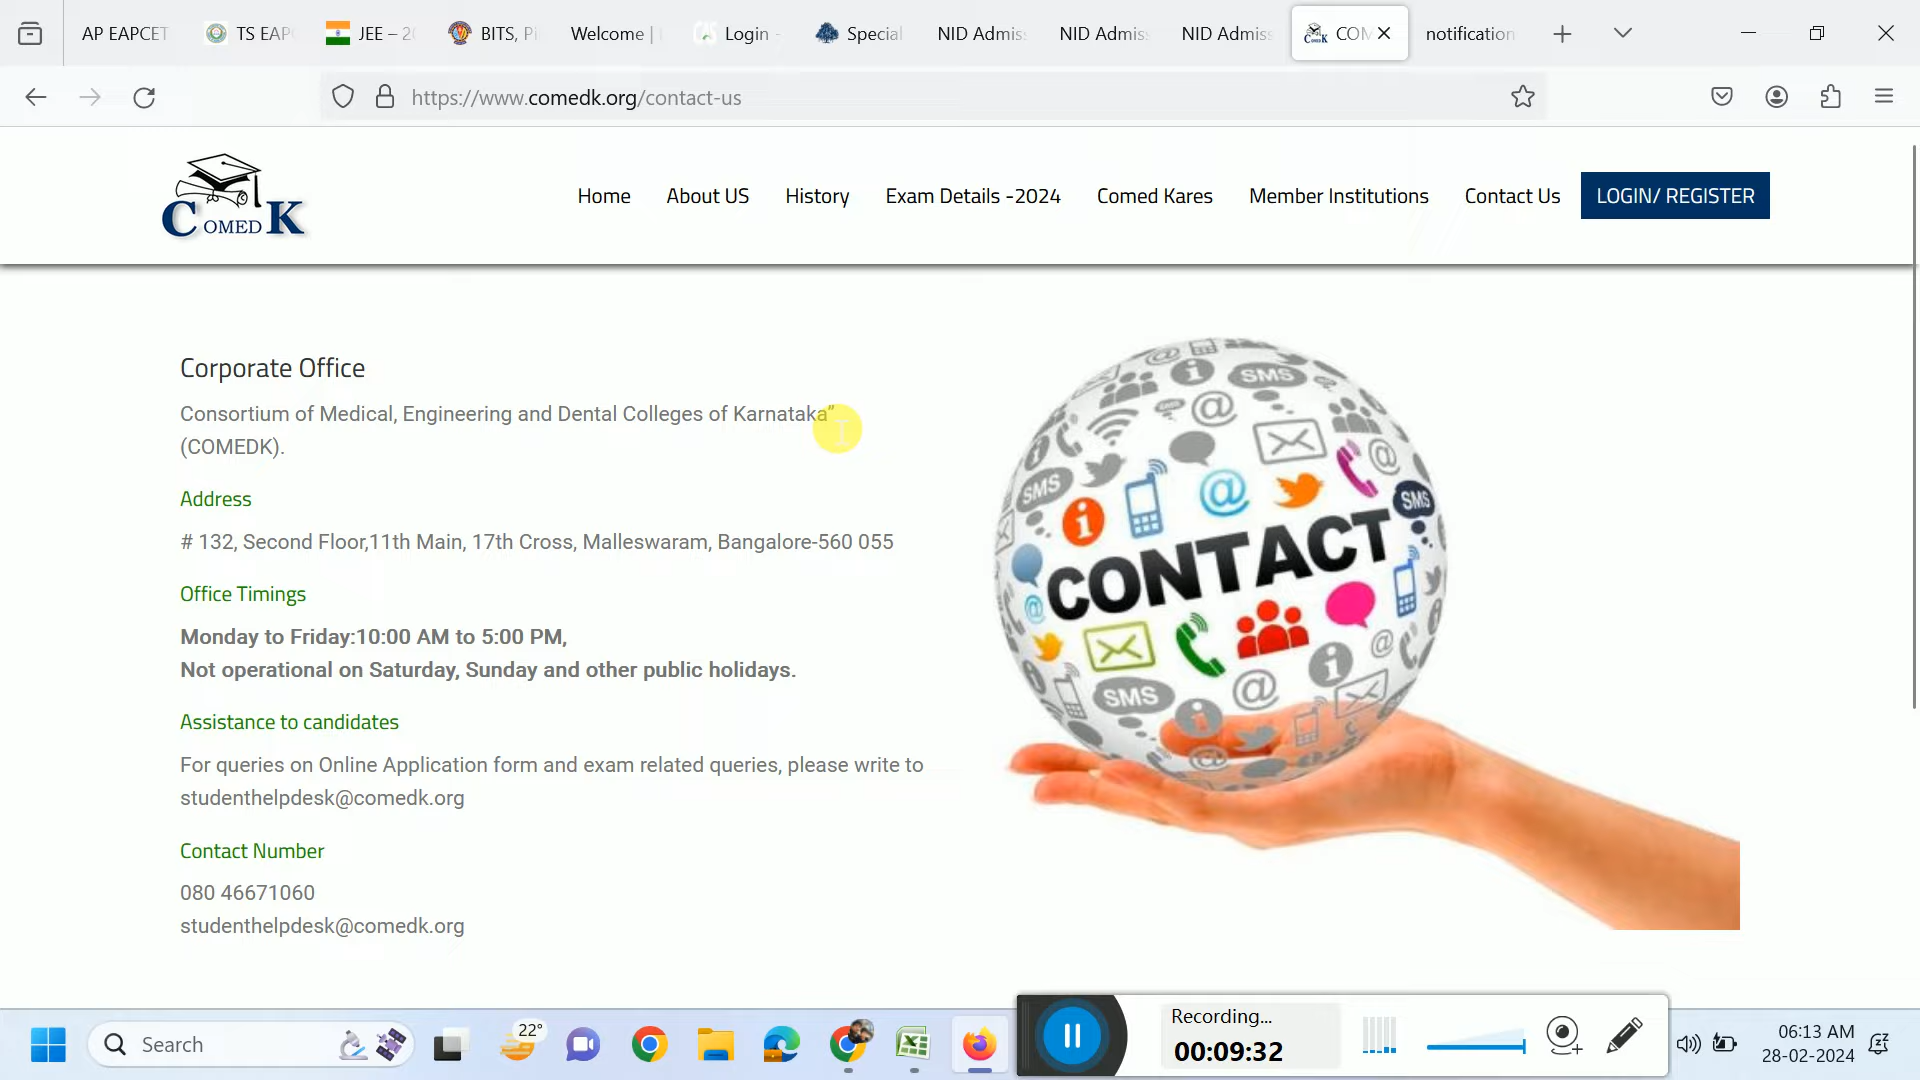 AP EAPCET
TS EAP
JEE – 20
BITS, Pi
Welcome |
Login -
Special
NID Admis
NID Admis
NID Admis
COM
notification
https://www.comedk.org/contact-us
COMEDK
Home
About US
History
Exam Details -2024
Comed Kares
Member Institutions
Contact Us
LOGIN/ REGISTER
Corporate Office
Consortium of Medical, Engineering and Dental Colleges of Karnataka”
(COMEDK).
Address
# 132, Second Floor,11th Main, 17th Cross, Malleswaram, Bangalore-560 055
Office Timings
Monday to Friday:10:00 AM to 5:00 PM,
Not operational on Saturday, Sunday and other public holidays.
Assistance to candidates
For queries on Online Application form and exam related queries, please write to
studenthelpdesk@comedk.org
Contact Number
080 46671060
studenthelpdesk@comedk.org
SMS
SMS
SMS
CONTACT
SMS
Search
22°
Recording...
00:09:32
06:13 AM
28-02-2024